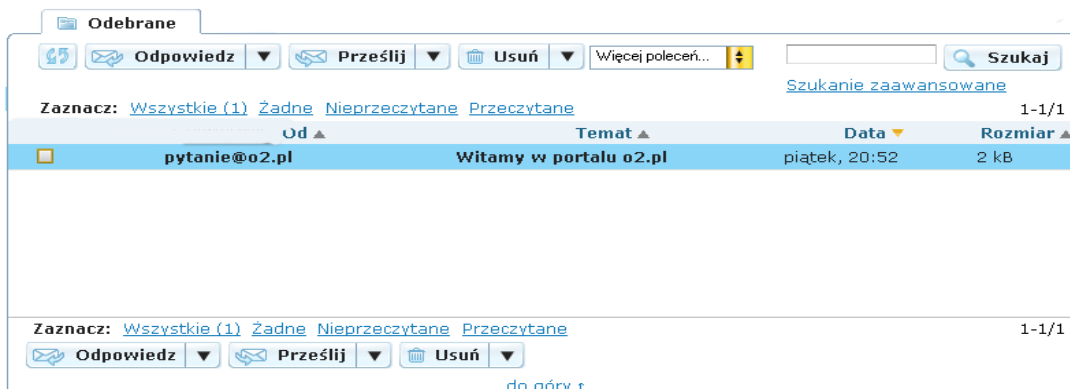 Odebrane
Odpowiedz Prześlij Usuń Więcej poleceń... Szukaj
Szukanie zaawansowane
Zaznacz: Wszystkie (1) Żadne Nieprzeczytane Przeczytane 1-1/1
Od Temat Data Rozmiar
pytanie@o2.pl Witamy w portalu o2.pl piątek, 20:52 2 kB
Zaznacz: Wszystkie (1) Żadne Nieprzeczytane Przeczytane 1-1/1
Odpowiedz Prześlij Usuń
do góry ↑